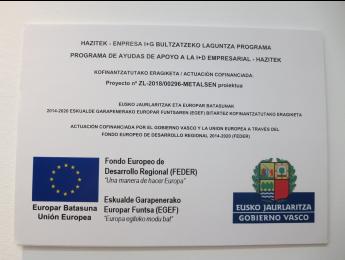 HAZITEK - ENPRESA I+G BULTZATZEKO LAGUNTZA PROGRAMA
PROGRAMA DE AYUDAS DE APOYO A LA I+D EMPRESARIAL - HAZITEK
KOFINANTZATUTAKO ERAGIKETA / ACTUACIÓN COFINANCIADA:
Proyecto nº ZL-2018/00296-METALSEN proiektua
EUSKO JAURLARITZAK ETA EUROPAR BATASUNAK
2014-2020 ESKUALDE GARAPENERAKO EUROPAR FUNTSAREN (EGEF) BITARTEZ KOFINANTZATUTAKO ERAGIKETA
ACTUACIÓN COFINANCIADA POR EL GOBIERNO VASCO Y LA UNION EUROPEA A TRAVÉS DEL
FONDO EUROPEO DE DESARROLLO REGIONAL 2014-2020 (FEDER)
Fondo Europeo de
Desarrollo Regional (FEDER)
"Una manera de hacer Europa"
Eskualde Garapenerako
Europar Funtsa (EGEF)
"Europa egiteko modu bat"
Europar Batasuna
Unión Europea
EUSKO JAURLARITZA
GOBIERNO VASCO